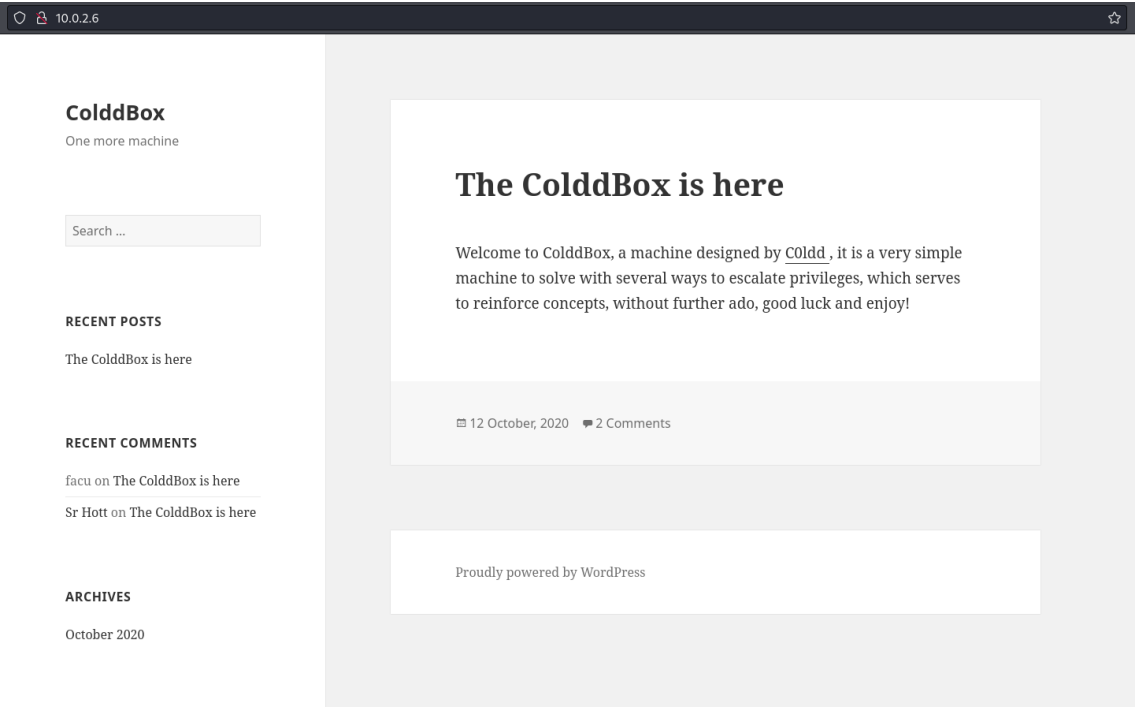 10.0.2.6
ColddBox
One more machine
Search ...
RECENT POSTS
The ColddBox is here
RECENT COMMENTS
facu on The ColddBox is here
Sr Hott on The ColddBox is here
ARCHIVES
October 2020
The ColddBox is here
Welcome to ColddBox, a machine designed by C0ldd , it is a very simple
machine to solve with several ways to escalate privileges, which serves
to reinforce concepts, without further ado, good luck and enjoy!
12 October, 2020 2 Comments
Proudly powered by WordPress